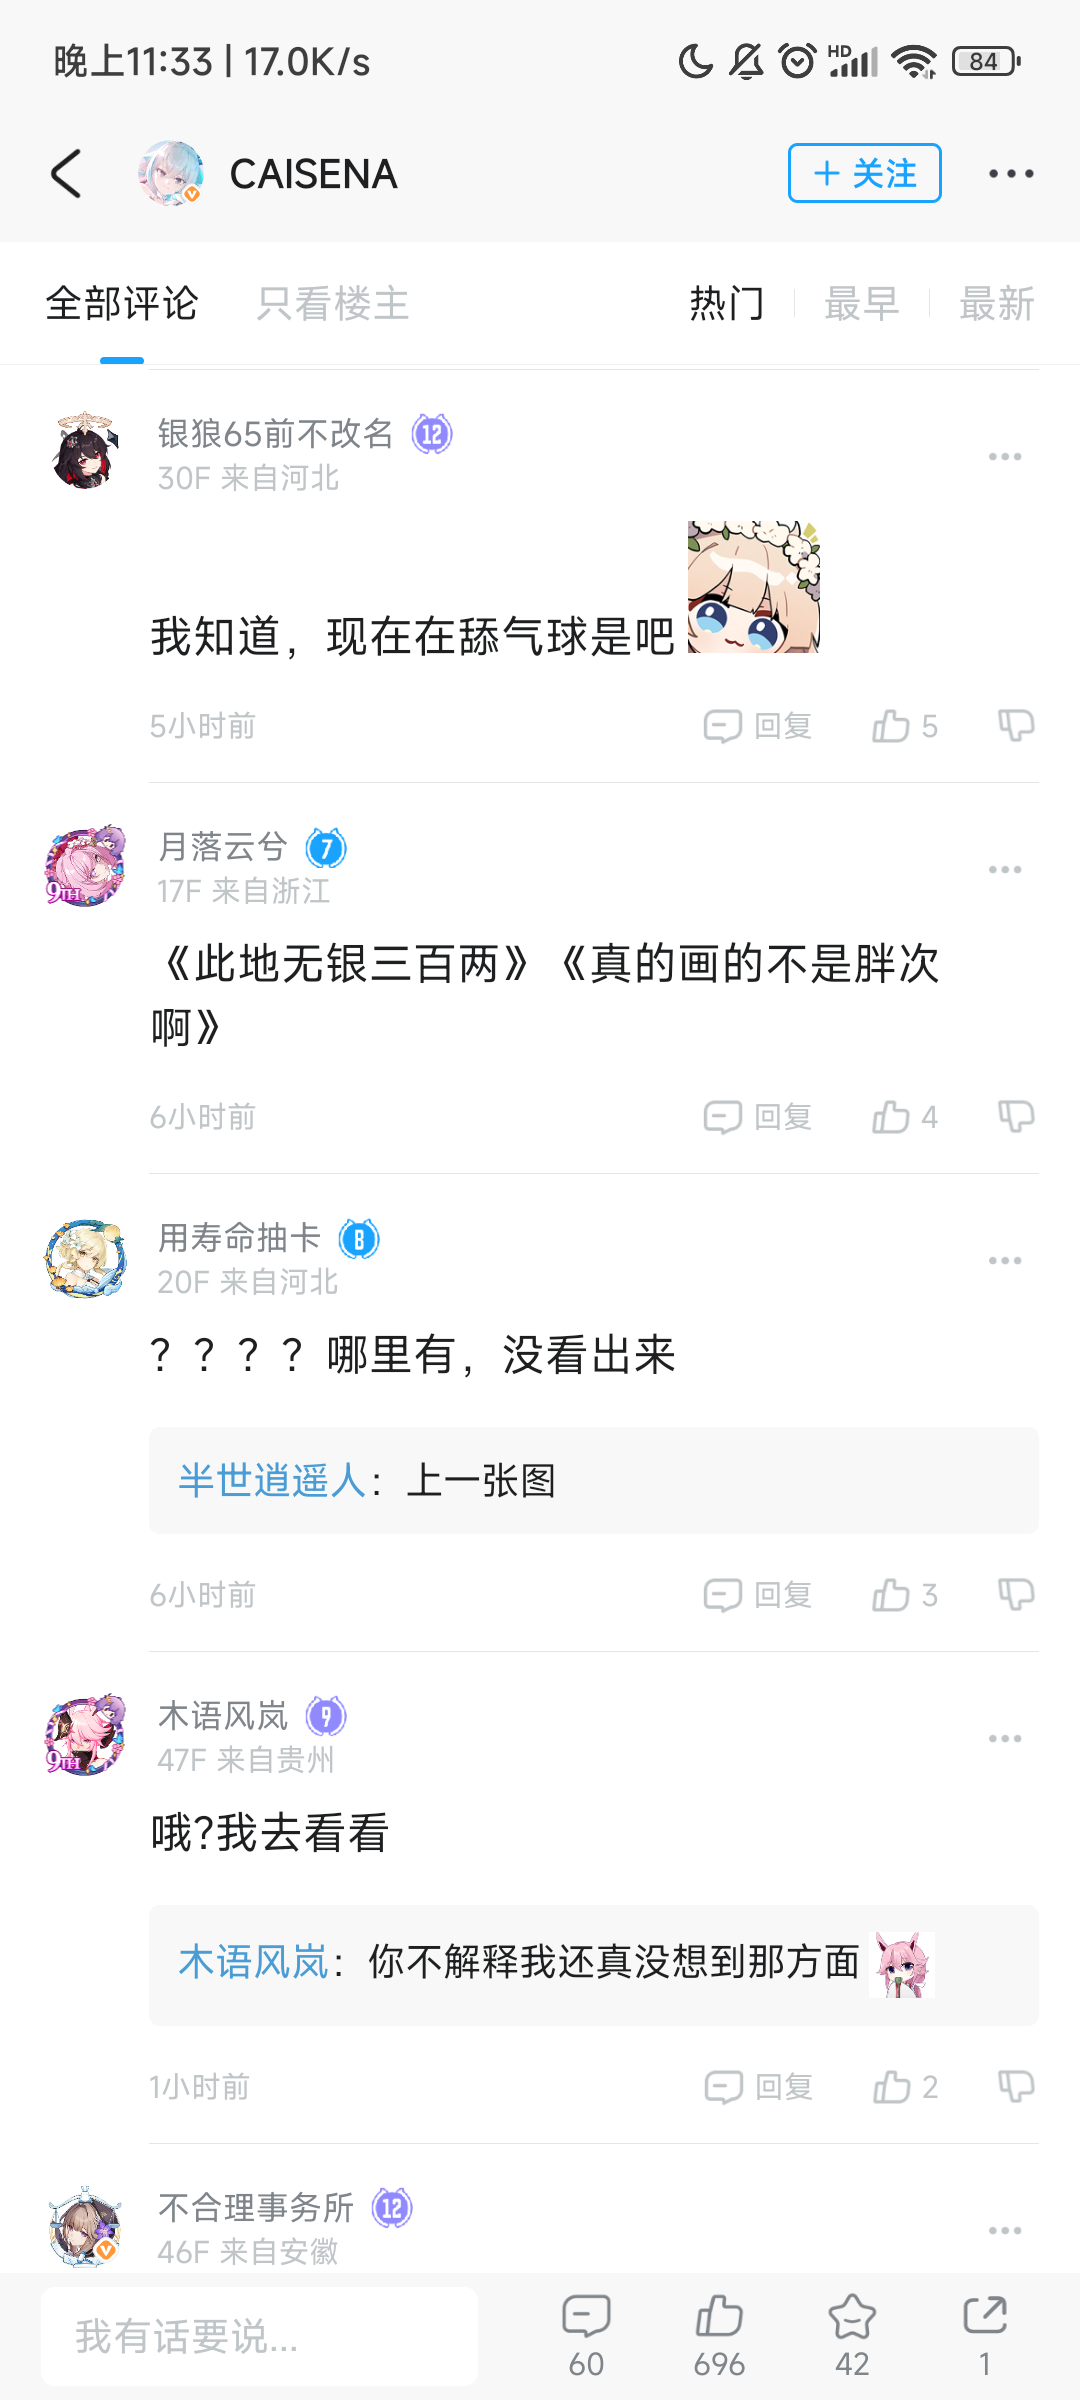 晚上11:33 | 17.0K/s
HD
84
CAISENA
+ 关注
全部评论 只看楼主 热门 最早 最新
银狼65前不改名 12
30F 来自河北
我知道，现在在舔气球是吧
5小时前 回复 5
月落云兮 7
9TH
17F 来自浙江
《此地无银三百两》《真的画的不是胖次
啊》
6小时前 回复 4
用寿命抽卡 8
20F 来自河北
？？？？哪里有，没看出来
半世逍遥人：上一张图
6小时前 回复 3
木语风岚 9
9TH
47F 来自贵州
哦?我去看看
木语风岚：你不解释我还真没想到那方面
1小时前 回复 2
不合理事务所 12
46F 来自安徽
我有话要说...
60 696 42 1